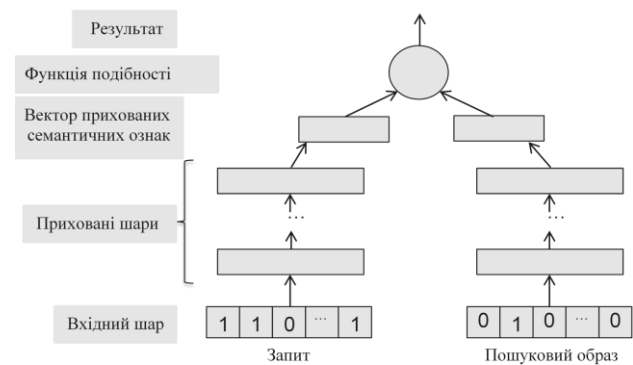 Результат
Функція подібності
Вектор прихованих
семантичних ознак
...
...
Приховані шари
Вхідний шар
1 1 0 ... 1
0 1 0 ... 0
Запит
Пошуковий образ